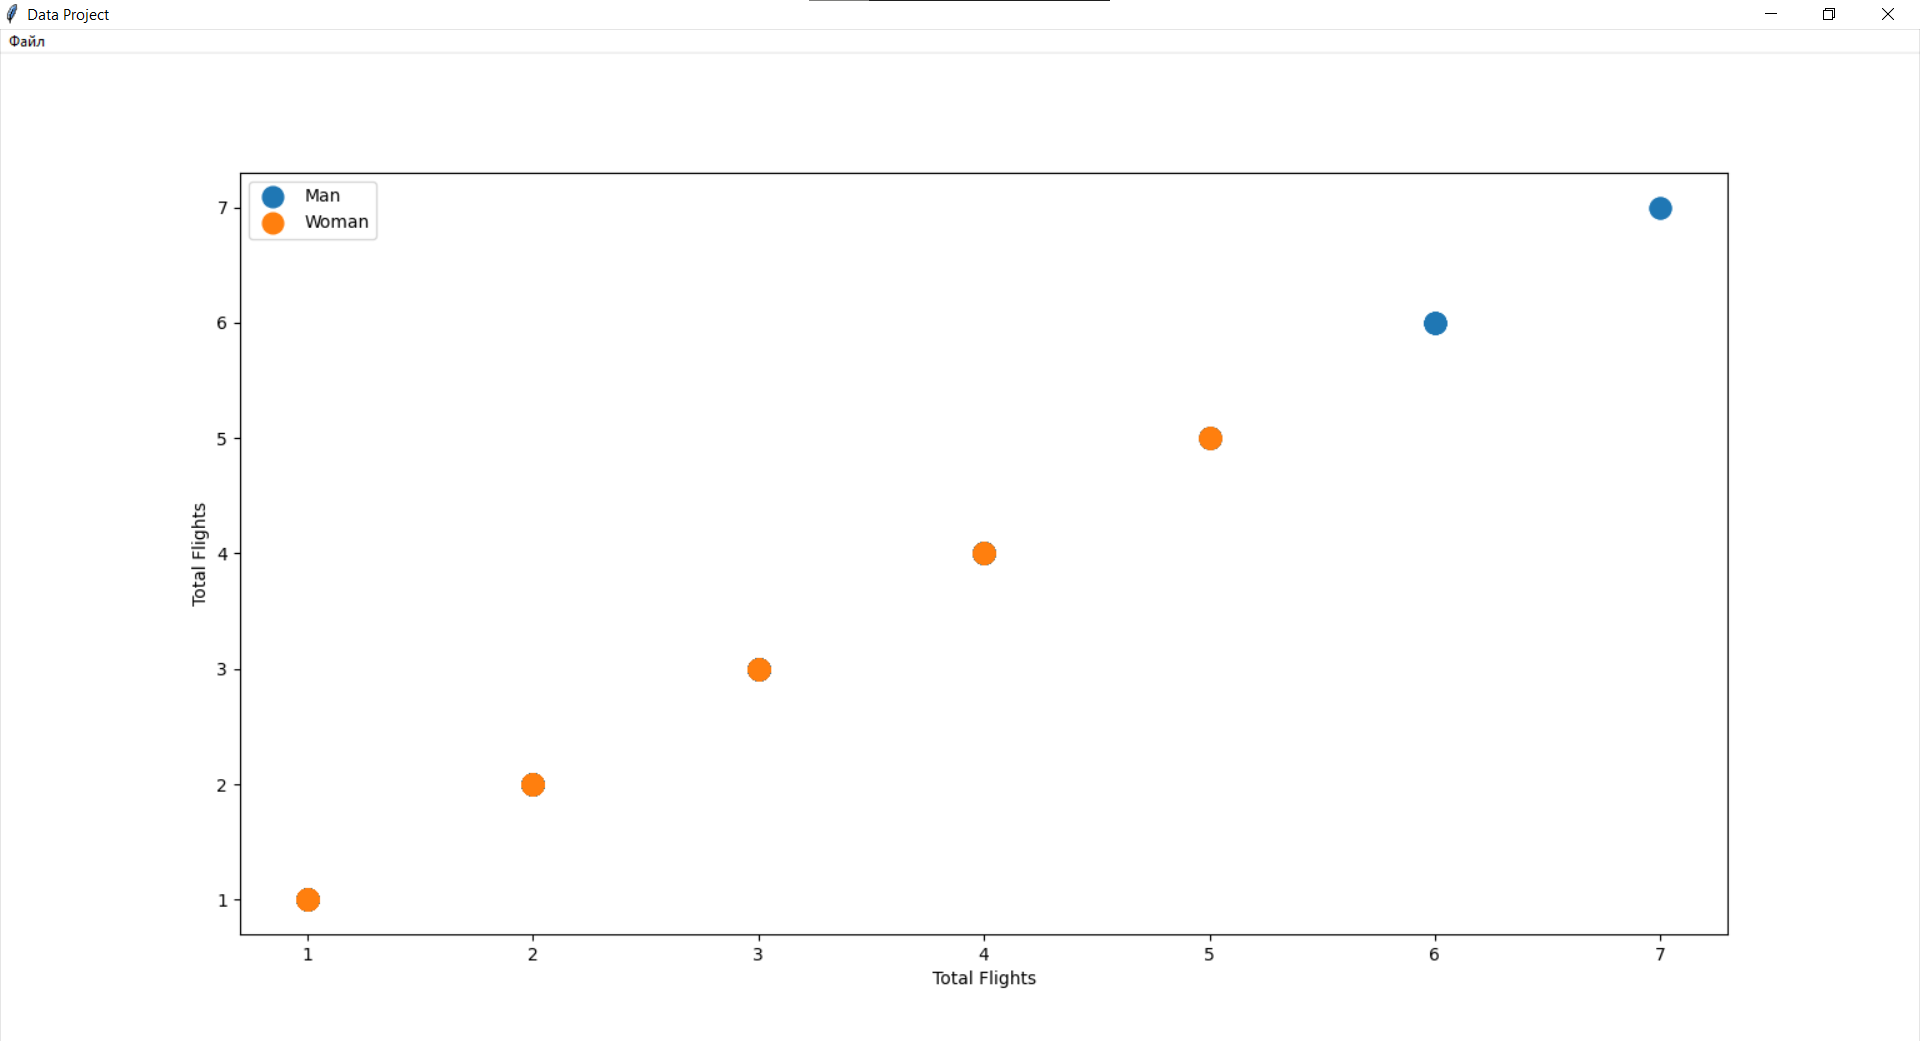 Data Project
Файл
Man
Woman
7
6
5
4
3
2
1
Total Flights
1 2 3 4 5 6 7
Total Flights